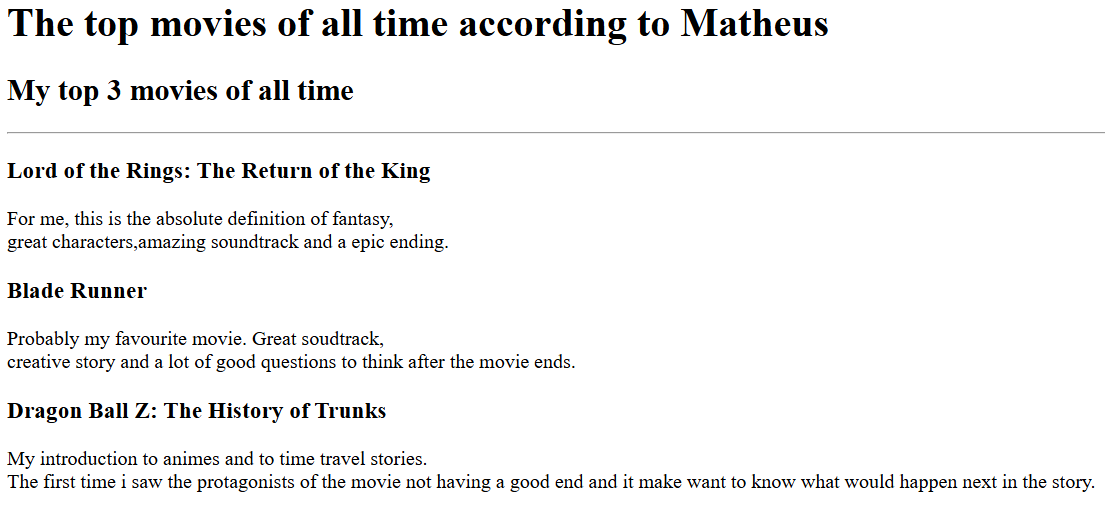 The top movies of all time according to Matheus
My top 3 movies of all time
Lord of the Rings: The Return of the King
For me, this is the absolute definition of fantasy,
great characters,amazing soundtrack and a epic ending.
Blade Runner
Probably my favourite movie. Great soudtrack,
creative story and a lot of good questions to think after the movie ends.
Dragon Ball Z: The History of Trunks
My introduction to animes and to time travel stories.
The first time i saw the protagonists of the movie not having a good end and it make want to know what would happen next in the story.